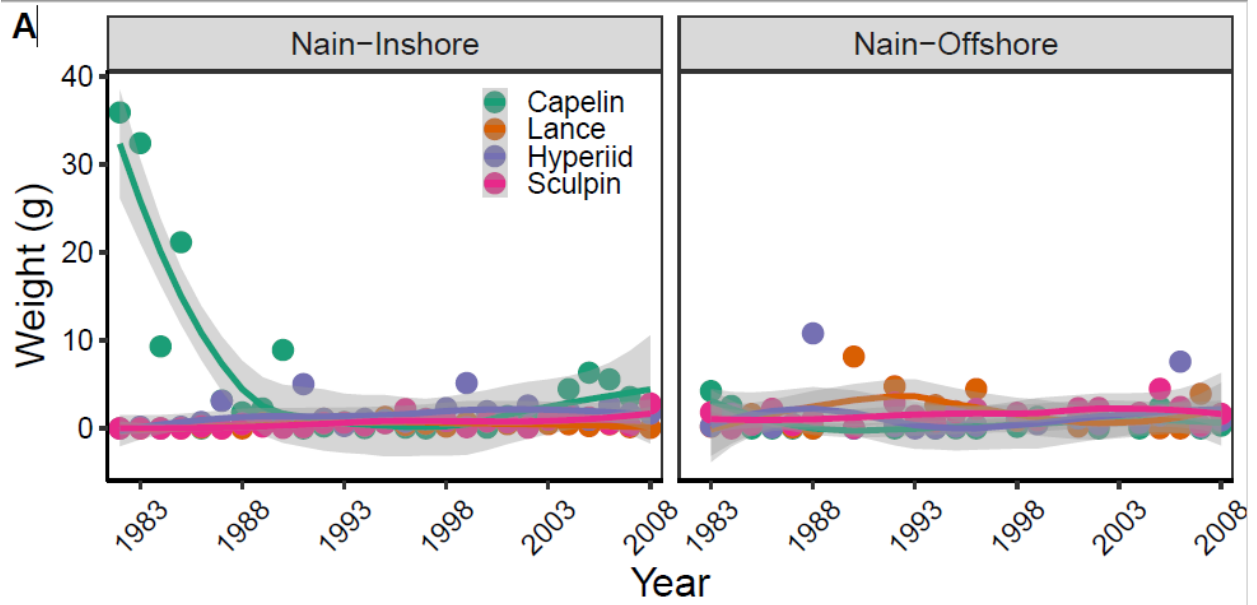 A
Nain−Inshore
Nain−Offshore
Weight (g)
40
30
20
10
0
Capelin
Lance
Hyperiid
Sculpin
1983
1988
1993
1998
2003
2008
1983
1988
1993
1998
2003
2008
Year